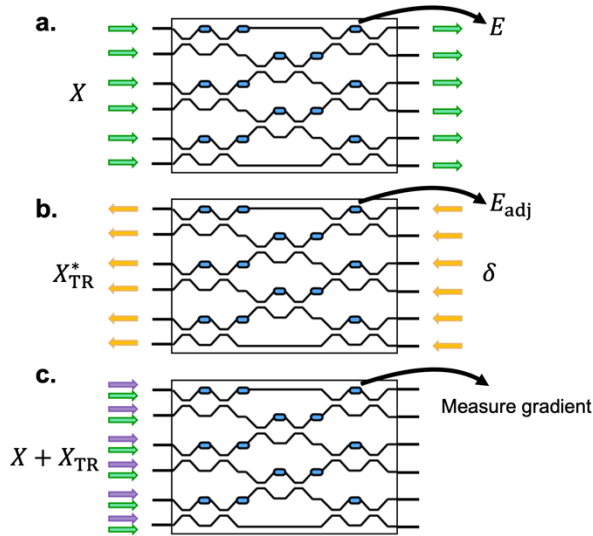 a.
E
X
b.
E_adj
X*_TR
δ
c.
Measure gradient
X + X_TR